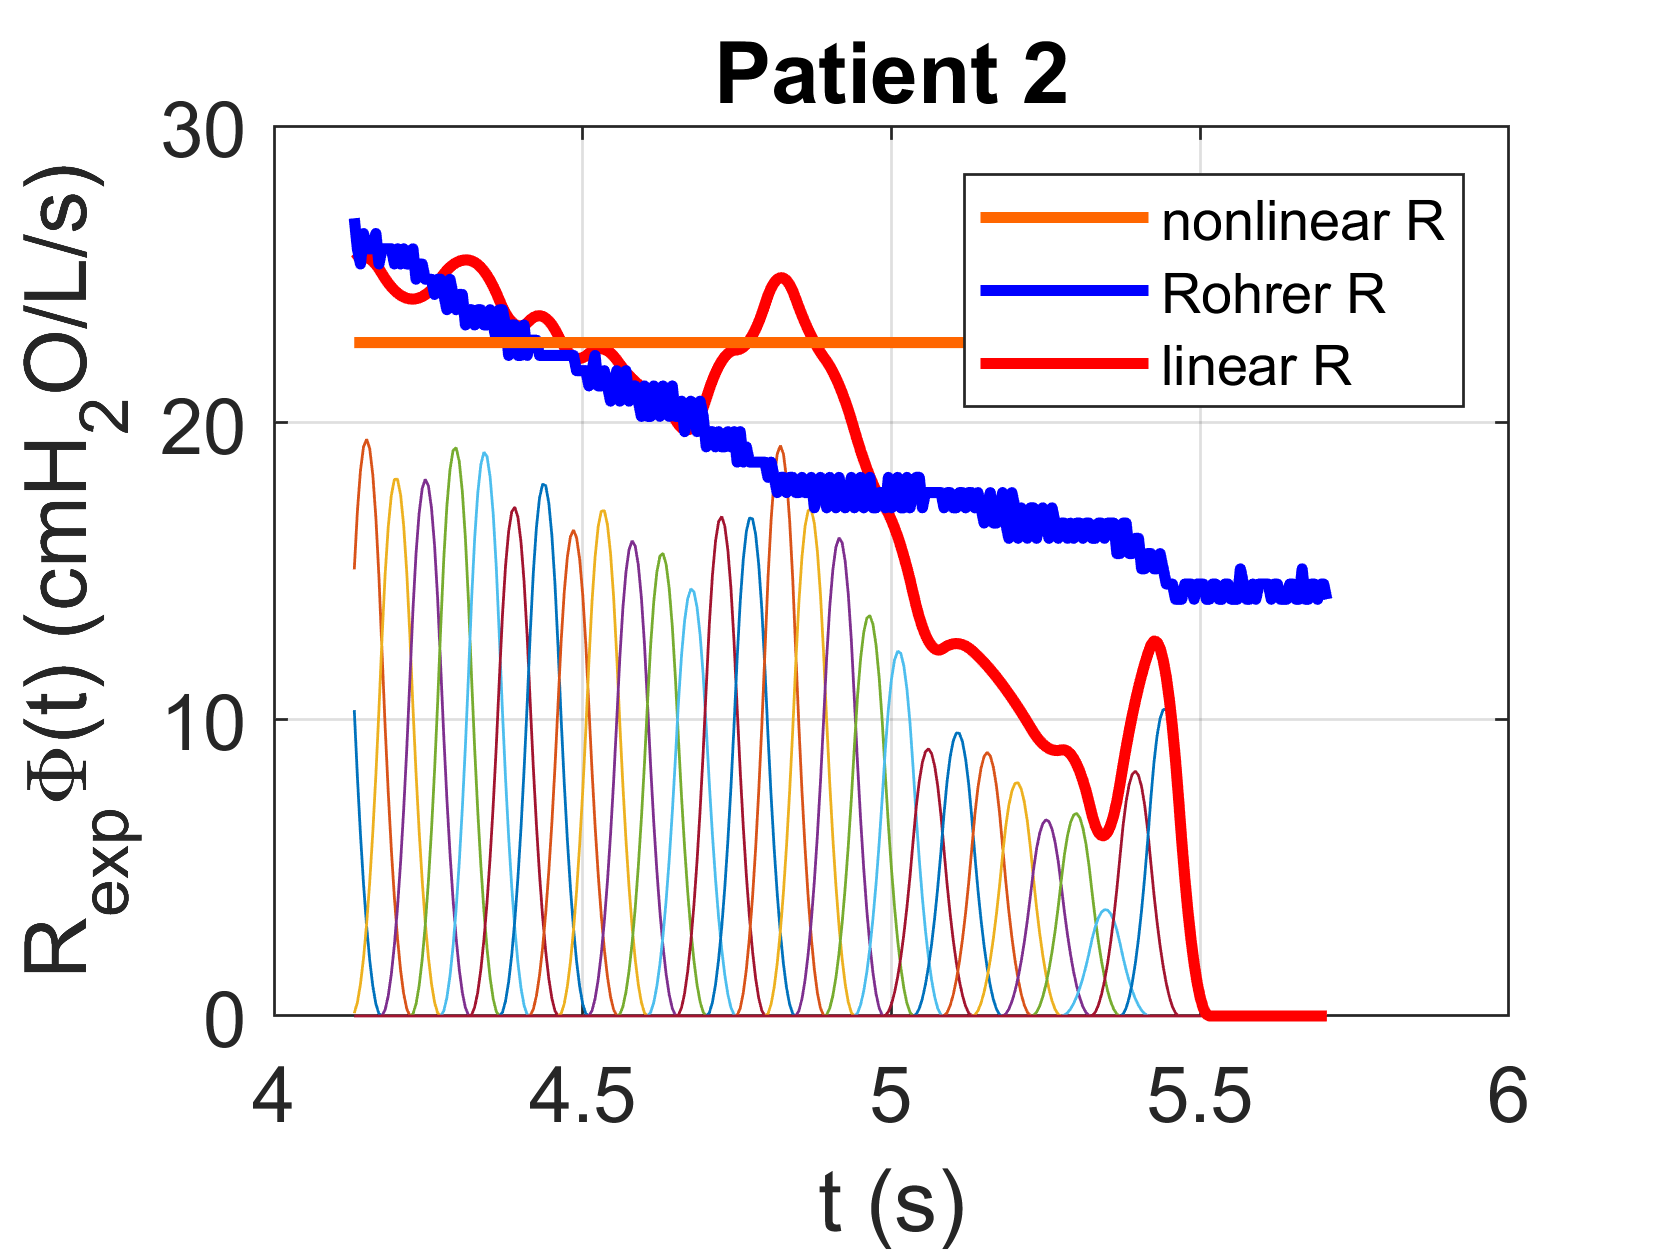 Patient 2
R_expΦ(t) (cmH_2O/L/s)
30
20
10
0
nonlinear R
Rohrer R
linear R
4 4.5 5 5.5 6
t (s)